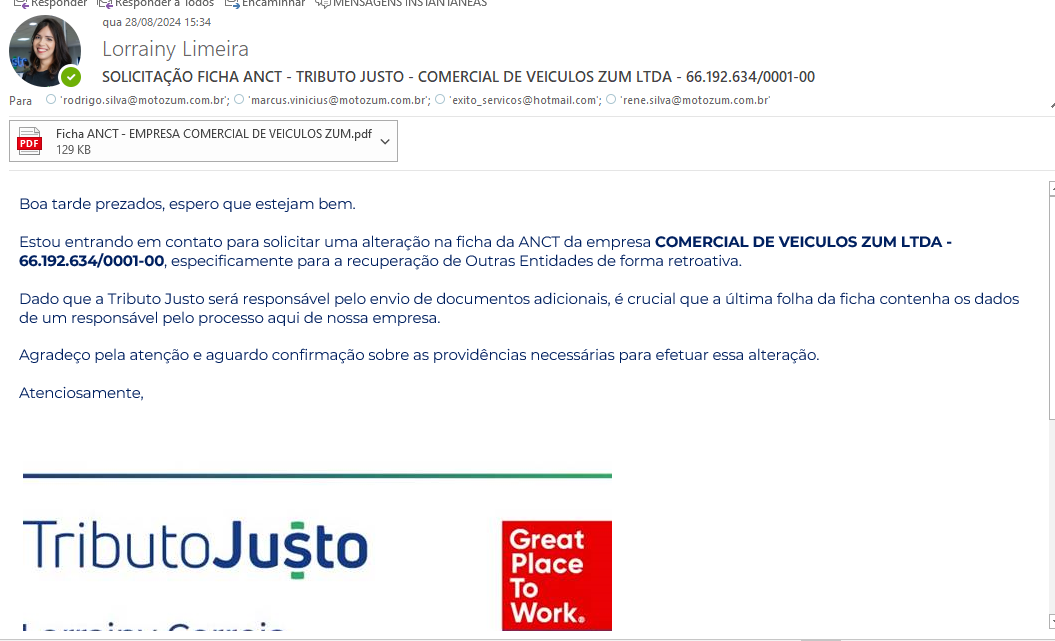 Responder Responder a Todos Encaminhar MENSAGENS INSTANTÂNEAS
qua 28/08/2024 15:34
Lorrainy Limeira
SOLICITAÇÃO FICHA ANCT - TRIBUTO JUSTO - COMERCIAL DE VEICULOS ZUM LTDA - 66.192.634/0001-00
Para 'rodrigo.silva@motozum.com.br'; 'marcus.vinicius@motozum.com.br'; 'exito_servicos@hotmail.com'; 'rene.silva@motozum.com.br'
PDF
Ficha ANCT - EMPRESA COMERCIAL DE VEICULOS ZUM.pdf
129 KB
Boa tarde prezados, espero que estejam bem.
Estou entrando em contato para solicitar uma alteração na ficha da ANCT da empresa COMERCIAL DE VEICULOS ZUM LTDA -
66.192.634/0001-00, especificamente para a recuperação de Outras Entidades de forma retroativa.
Dado que a Tributo Justo será responsável pelo envio de documentos adicionais, é crucial que a última folha da ficha contenha os dados
de um responsável pelo processo aqui de nossa empresa.
Agradeço pela atenção e aguardo confirmação sobre as providências necessárias para efetuar essa alteração.
Atenciosamente,
TributoJusto
Great
Place
To
Work.
Lorrainy Correia